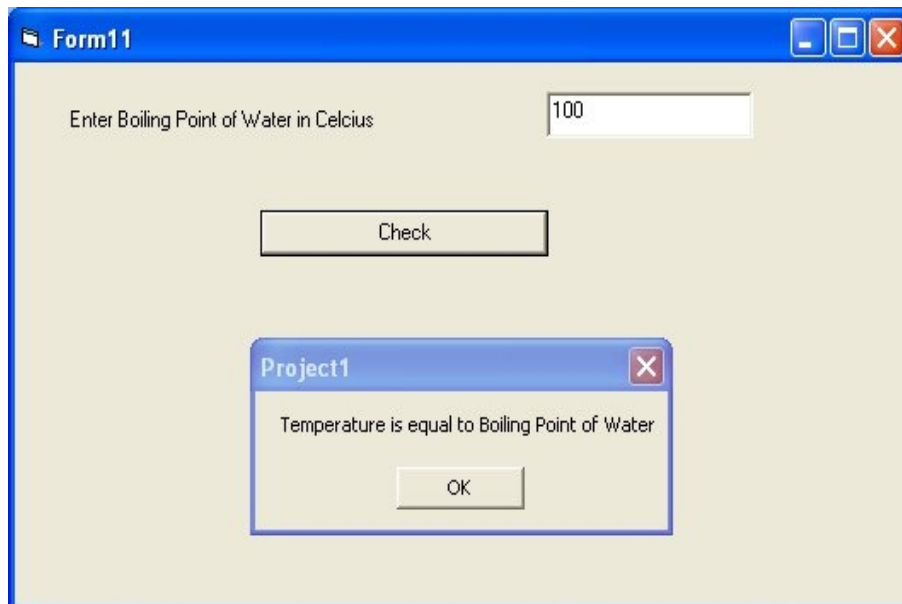 Form11
Enter Boiling Point of Water in Celcius
100
Check
Project1
Temperature is equal to Boiling Point of Water
OK